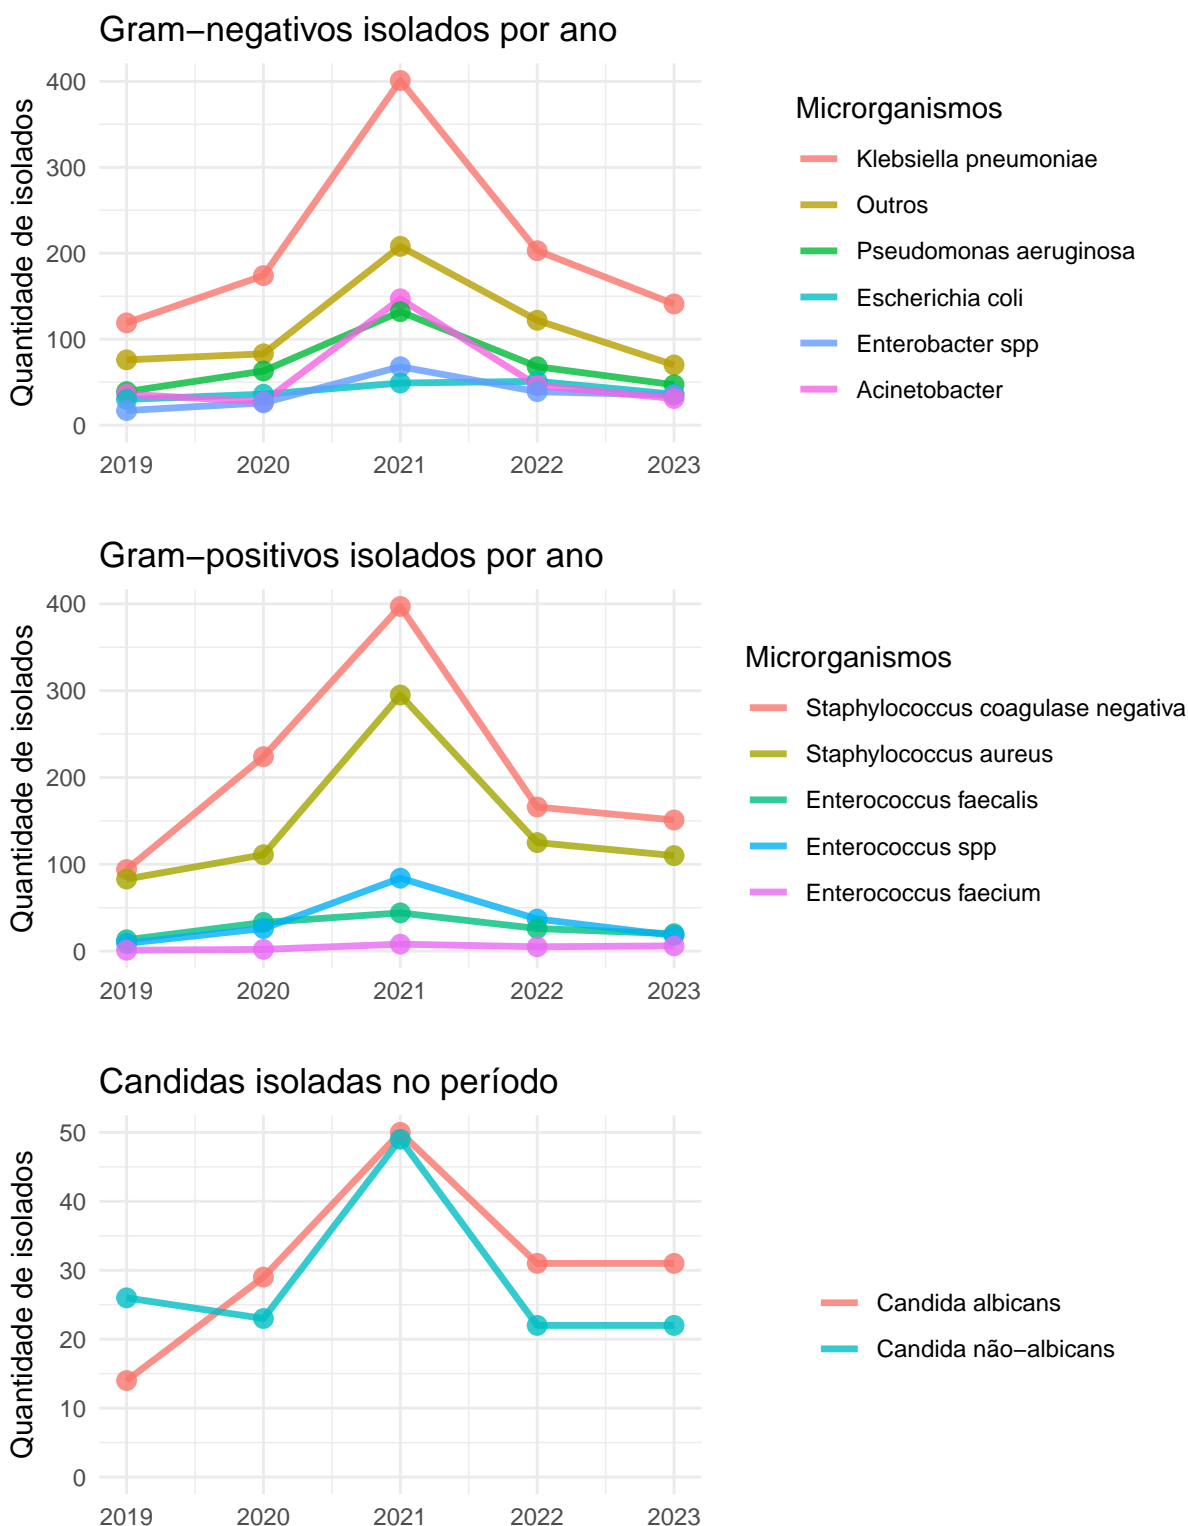 Gram−negativos isolados por ano
Quantidade de isolados
400
300
200
100
0
2019 2020 2021 2022 2023
Microrganismos
Klebsiella pneumoniae
Outros
Pseudomonas aeruginosa
Escherichia coli
Enterobacter spp
Acinetobacter
Gram−positivos isolados por ano
Quantidade de isolados
400
300
200
100
0
2019 2020 2021 2022 2023
Microrganismos
Staphylococcus coagulase negativa
Staphylococcus aureus
Enterococcus faecalis
Enterococcus spp
Enterococcus faecium
Candidas isoladas no período
Quantidade de isolados
50
40
30
20
10
0
2019 2020 2021 2022 2023
Candida albicans
Candida não−albicans